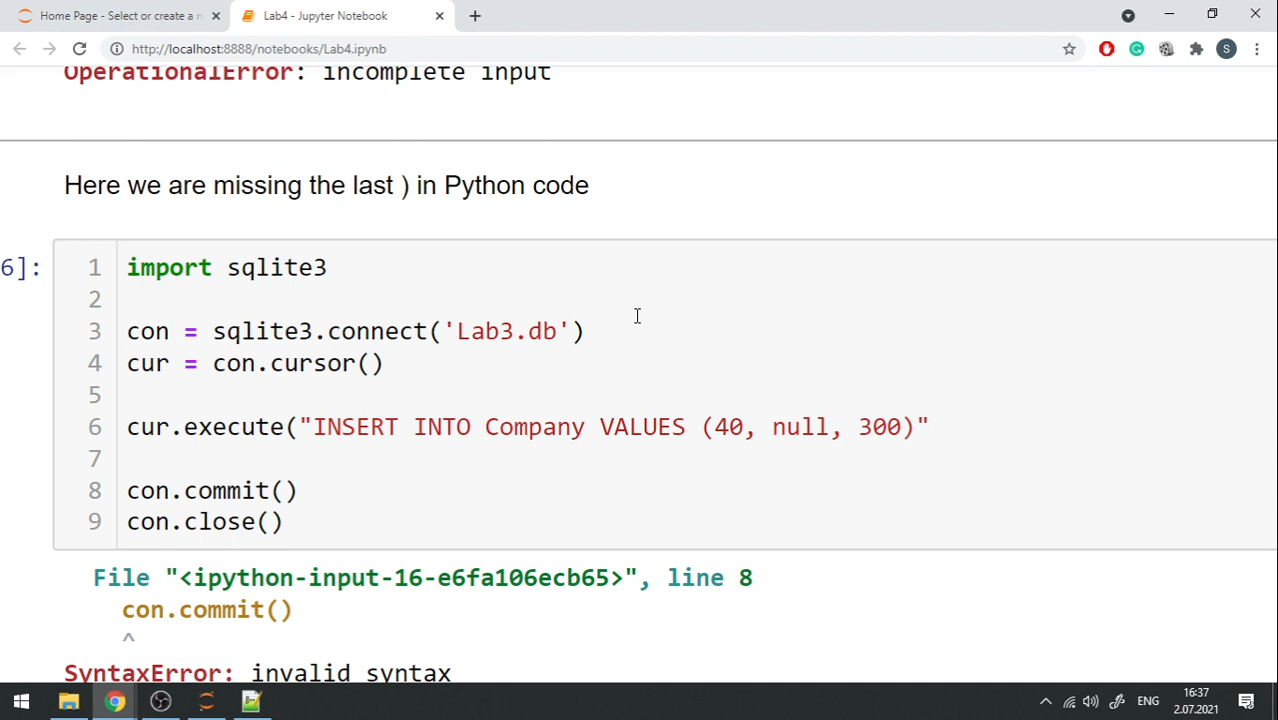 Home Page - Select or create a n
Lab4 - Jupyter Notebook
http://localhost:8888/notebooks/Lab4.ipynb
S
OperationalError: incomplete input
Here we are missing the last ) in Python code
6]:
1 import sqlite3
2
3 con = sqlite3.connect('Lab3.db')
4 cur = con.cursor()
5
6 cur.execute("INSERT INTO Company VALUES (40, null, 300)"
7
8 con.commit()
9 con.close()
File "<ipython-input-16-e6fa106ecb65>", line 8
con.commit()
^
SyntaxError: invalid syntax
ENG
16:37
2.07.2021